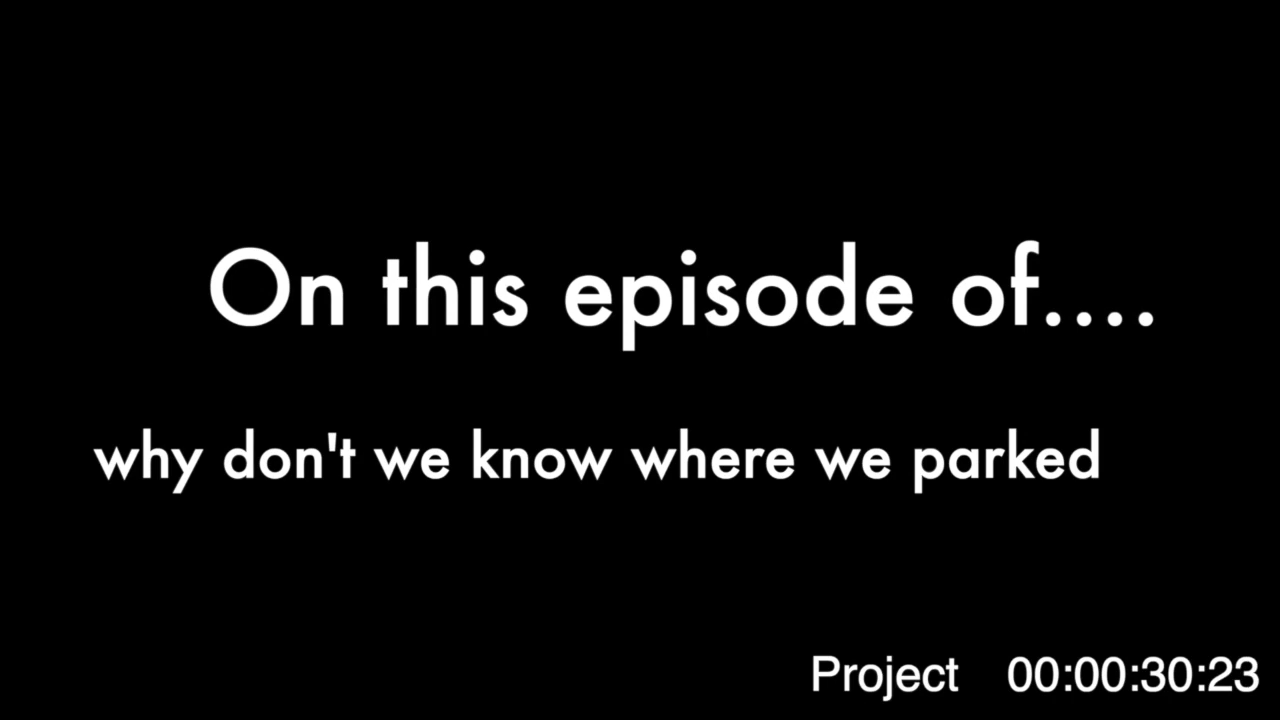 On this episode of....
why don't we know where we parked
Project 00:00:30:23